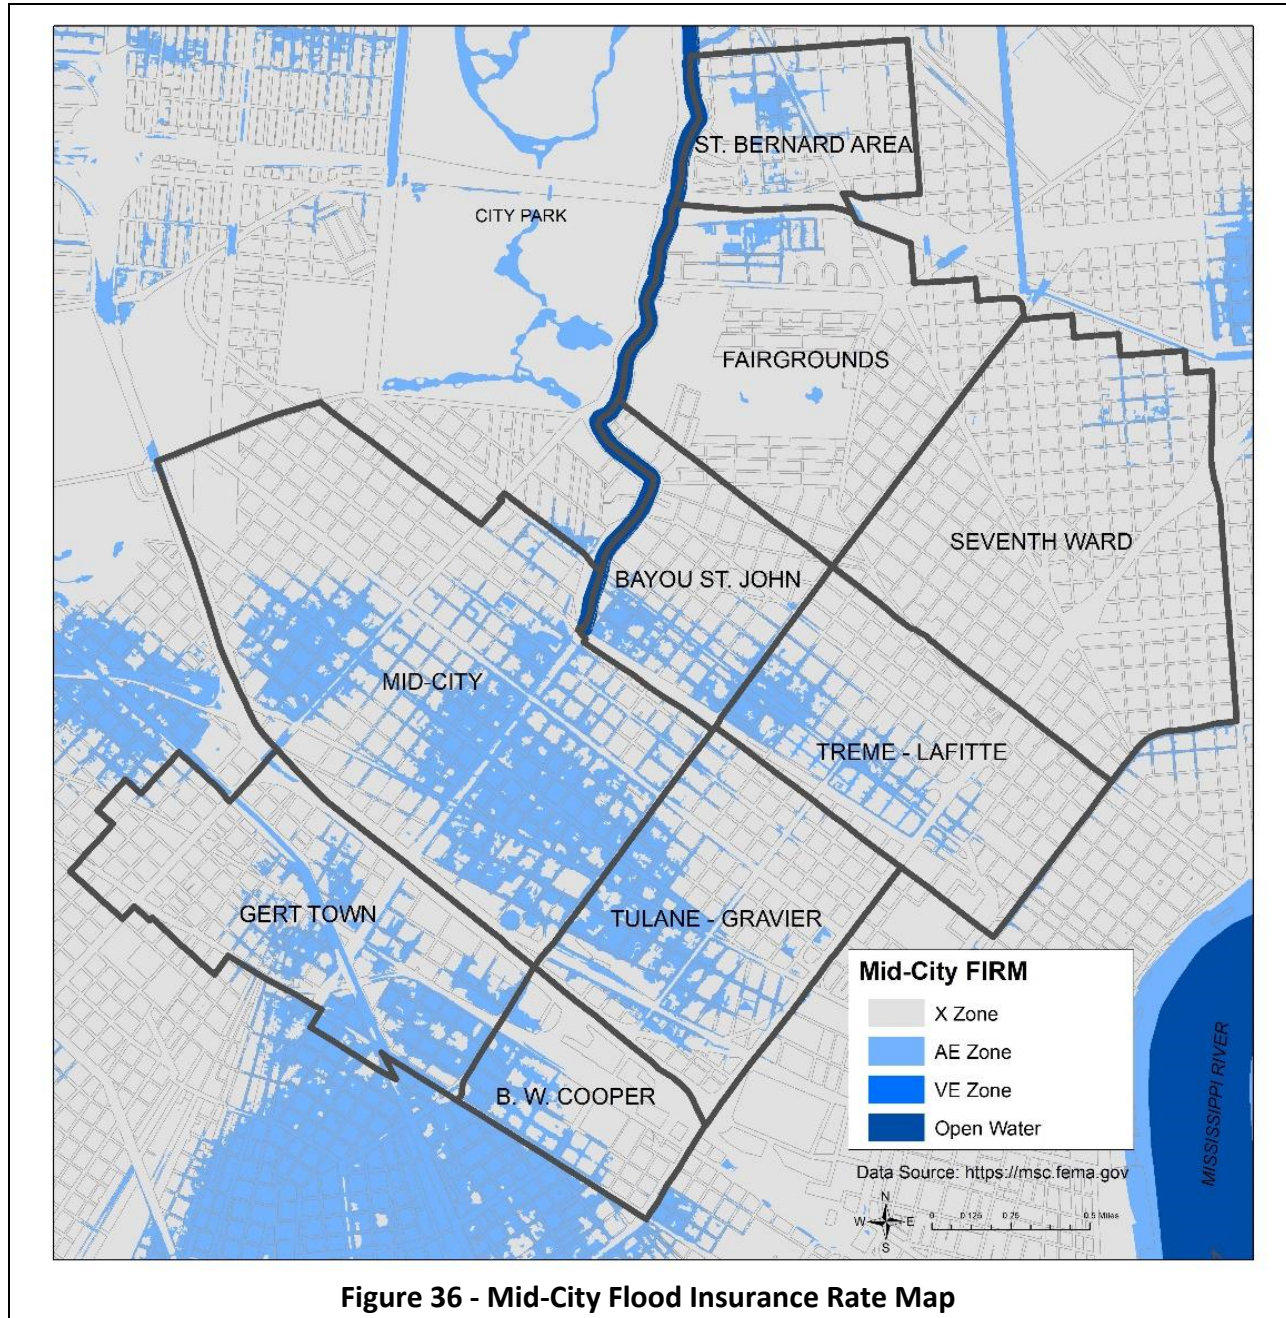 ST. BERNARD AREA
CITY PARK
FAIRGROUNDS
SEVENTH WARD
BAYOU ST. JOHN
MID-CITY
TREME - LAFITTE
GERT TOWN
TULANE - GRAVIER
B. W. COOPER
Mid-City FIRM
X Zone
AE Zone
VE Zone
Open Water
MISSISSIPPI RIVER
Data Source: https://msc.fema.gov
N
W E
S
0 0.125 0.25 0.5 Miles
Figure 36 - Mid-City Flood Insurance Rate Map